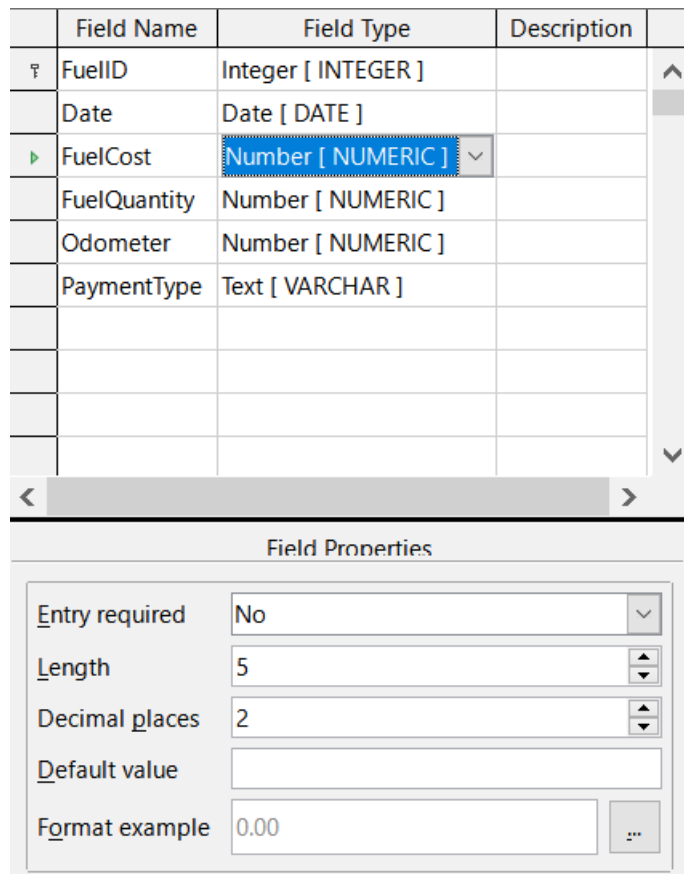 Field Name Field Type Description
FuelID Integer [ INTEGER ]
Date Date [ DATE ]
FuelCost Number [ NUMERIC ]
FuelQuantity Number [ NUMERIC ]
Odometer Number [ NUMERIC ]
PaymentType Text [ VARCHAR ]
Field Properties
Entry required No
Length 5
Decimal places 2
Default value
Format example 0.00 ...